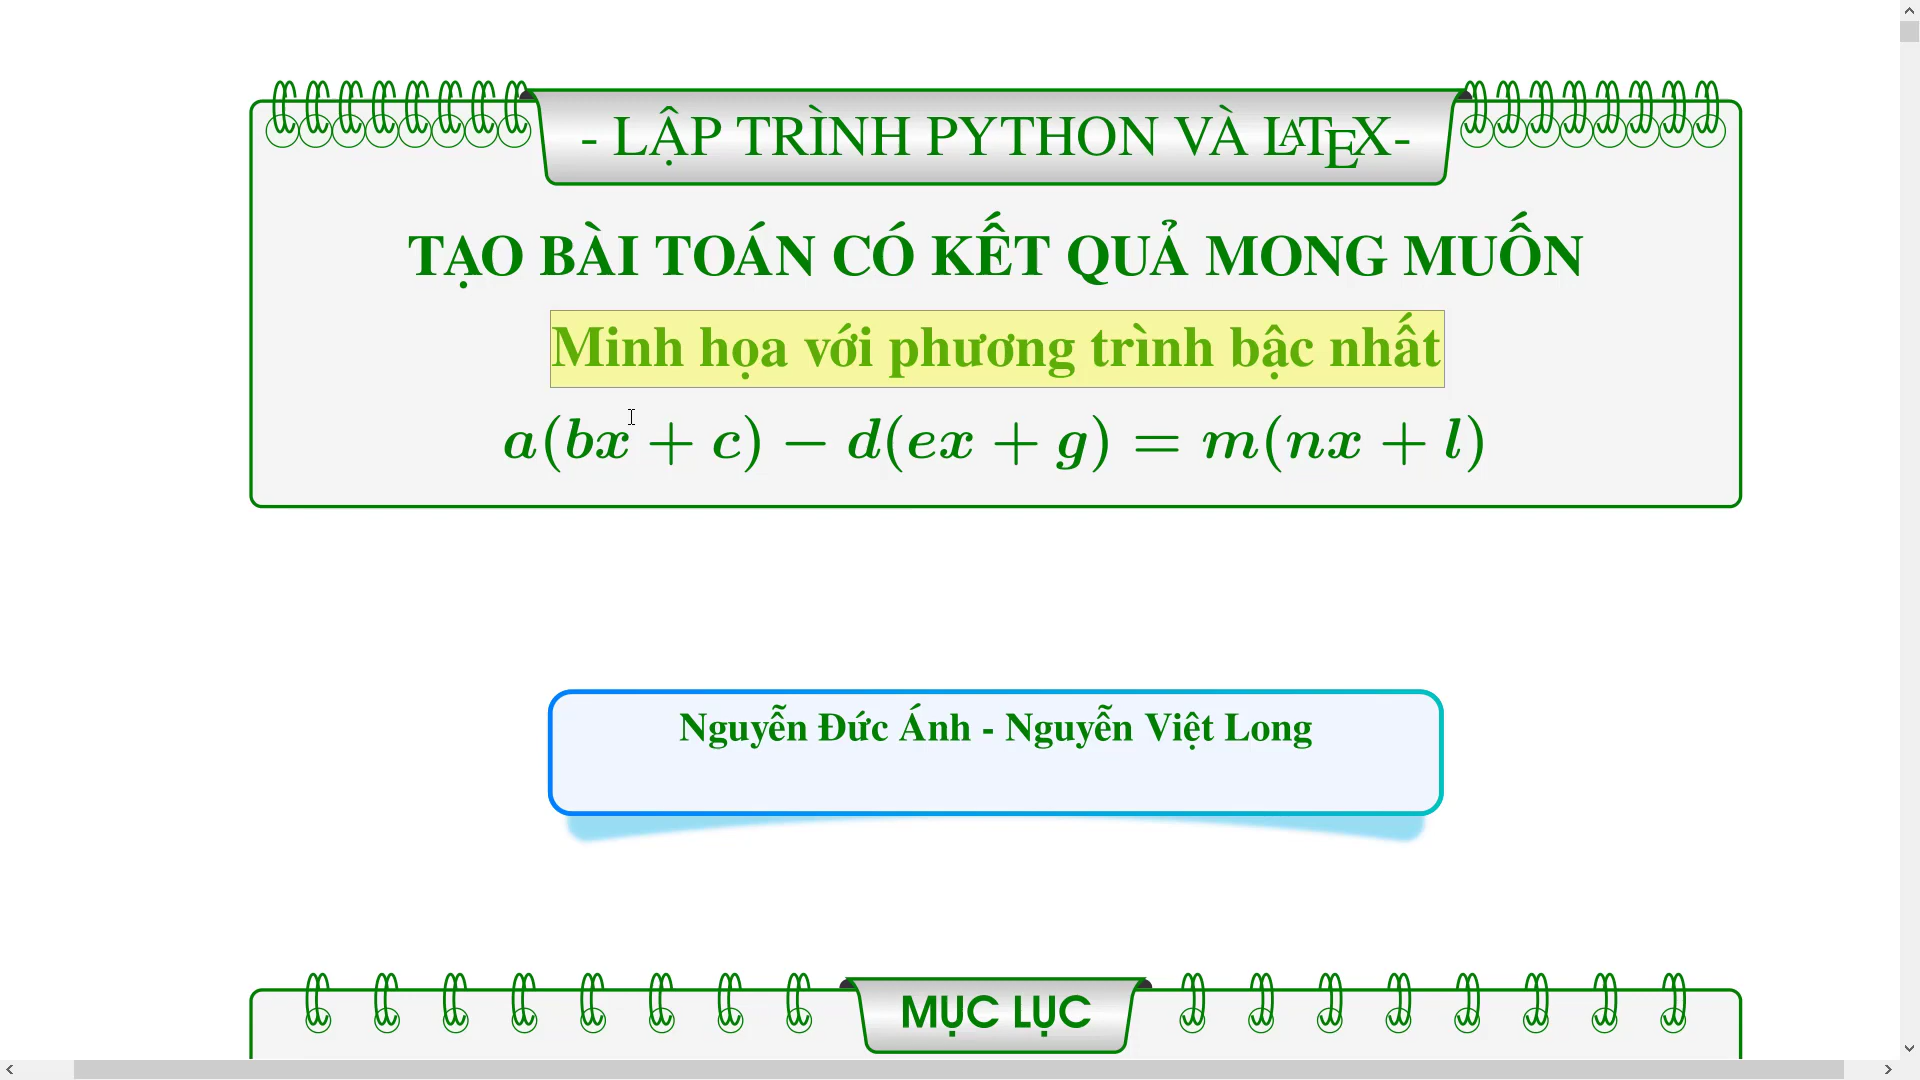 - LẬP TRÌNH PYTHON VÀ LATEX-
TẠO BÀI TOÁN CÓ KẾT QUẢ MONG MUỐN
Minh họa với phương trình bậc nhất
a(bx + c) − d(ex + g) = m(nx + l)
Nguyễn Đức Ánh - Nguyễn Việt Long
MỤC LỤC